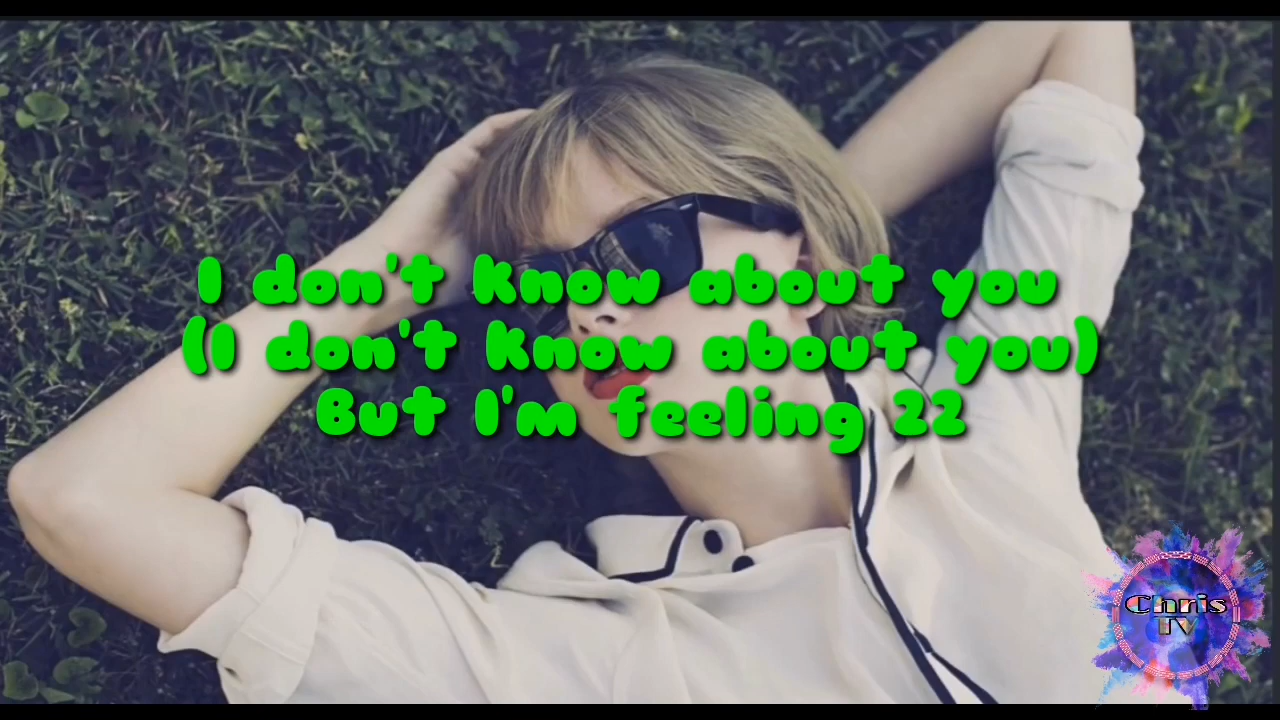 I don't know about you
(I don't know about you)
But I'm feeling 22
Chris
TV